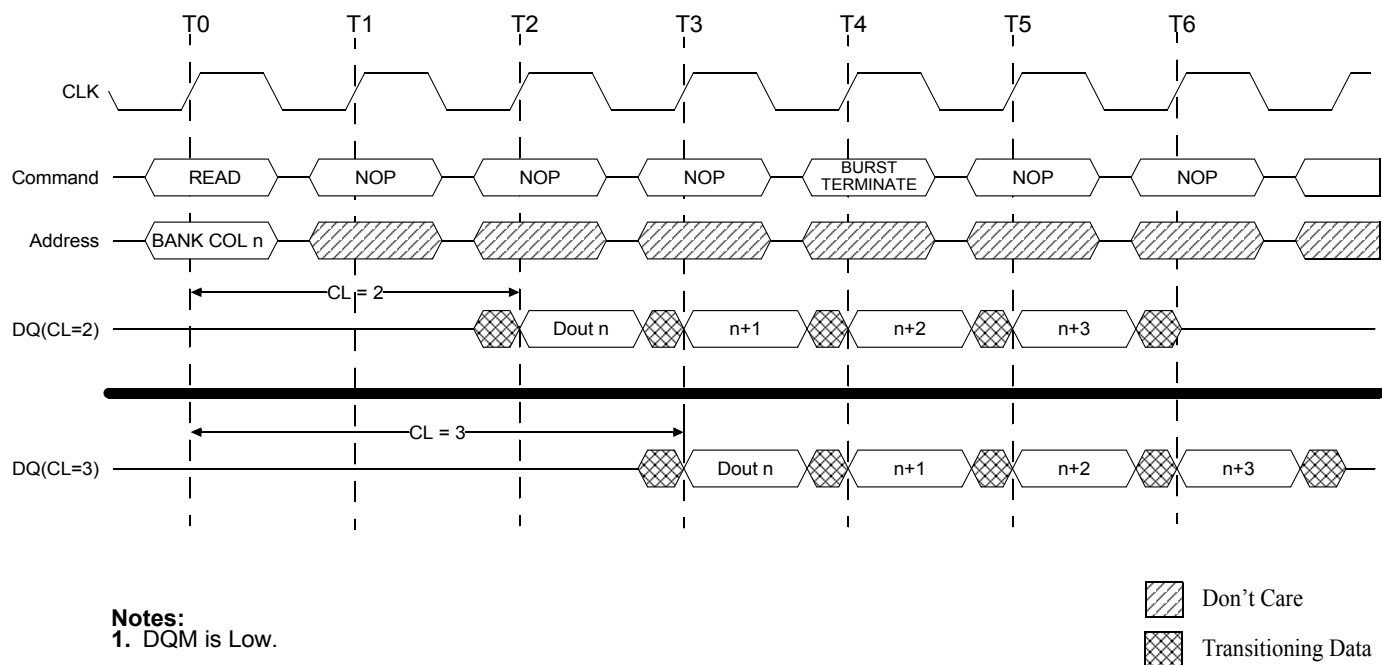 T0 T1 T2 T3 T4 T5 T6
CLK
Command READ NOP NOP NOP BURST TERMINATE NOP NOP
Address BANK COL n
CL = 2
DQ(CL=2) Dout n n+1 n+2 n+3
CL = 3
DQ(CL=3) Dout n n+1 n+2 n+3
Don't Care
Notes:
1. DQM is Low.
Transitioning Data